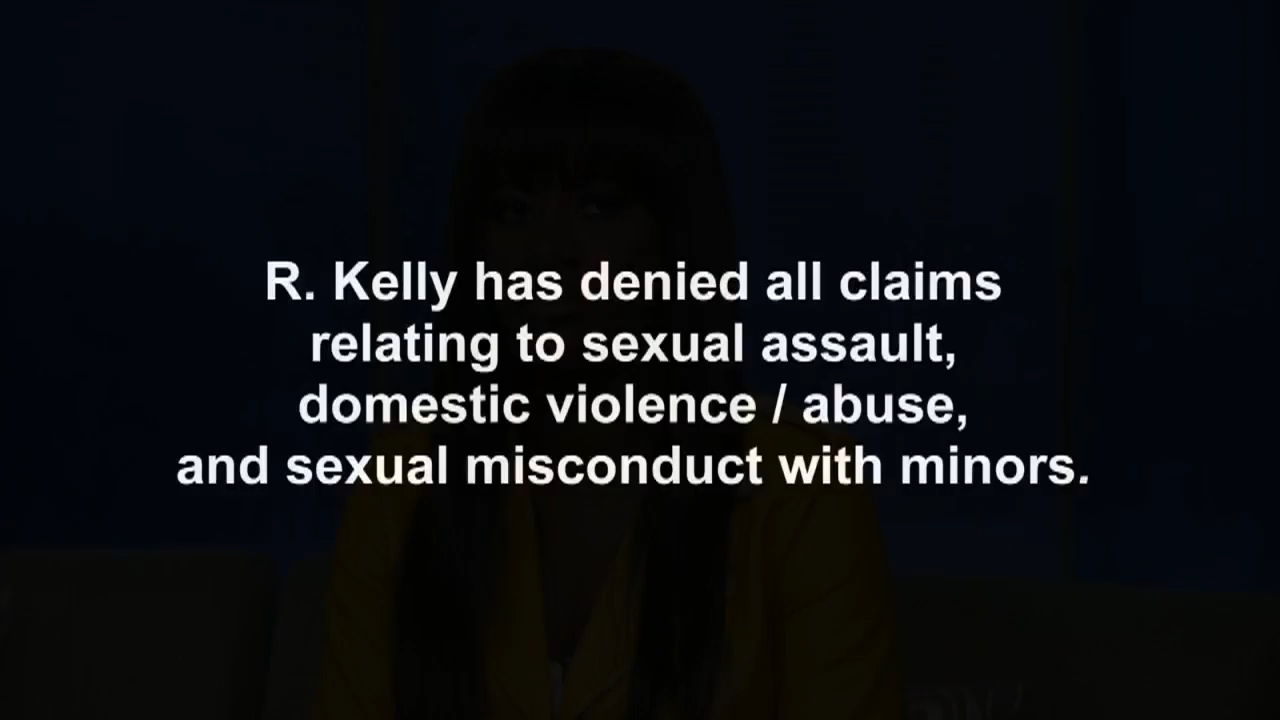 R. Kelly has denied all claims
relating to sexual assault,
domestic violence / abuse,
and sexual misconduct with minors.